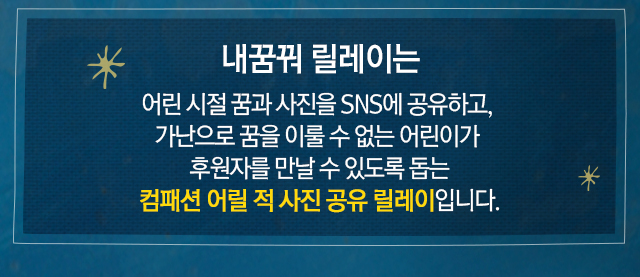 내꿈꿔 릴레이는
어린 시절 꿈과 사진을 SNS에 공유하고,
가난으로 꿈을 이룰 수 없는 어린이가
후원자를 만날 수 있도록 돕는
컴패션 어릴 적 사진 공유 릴레이입니다.